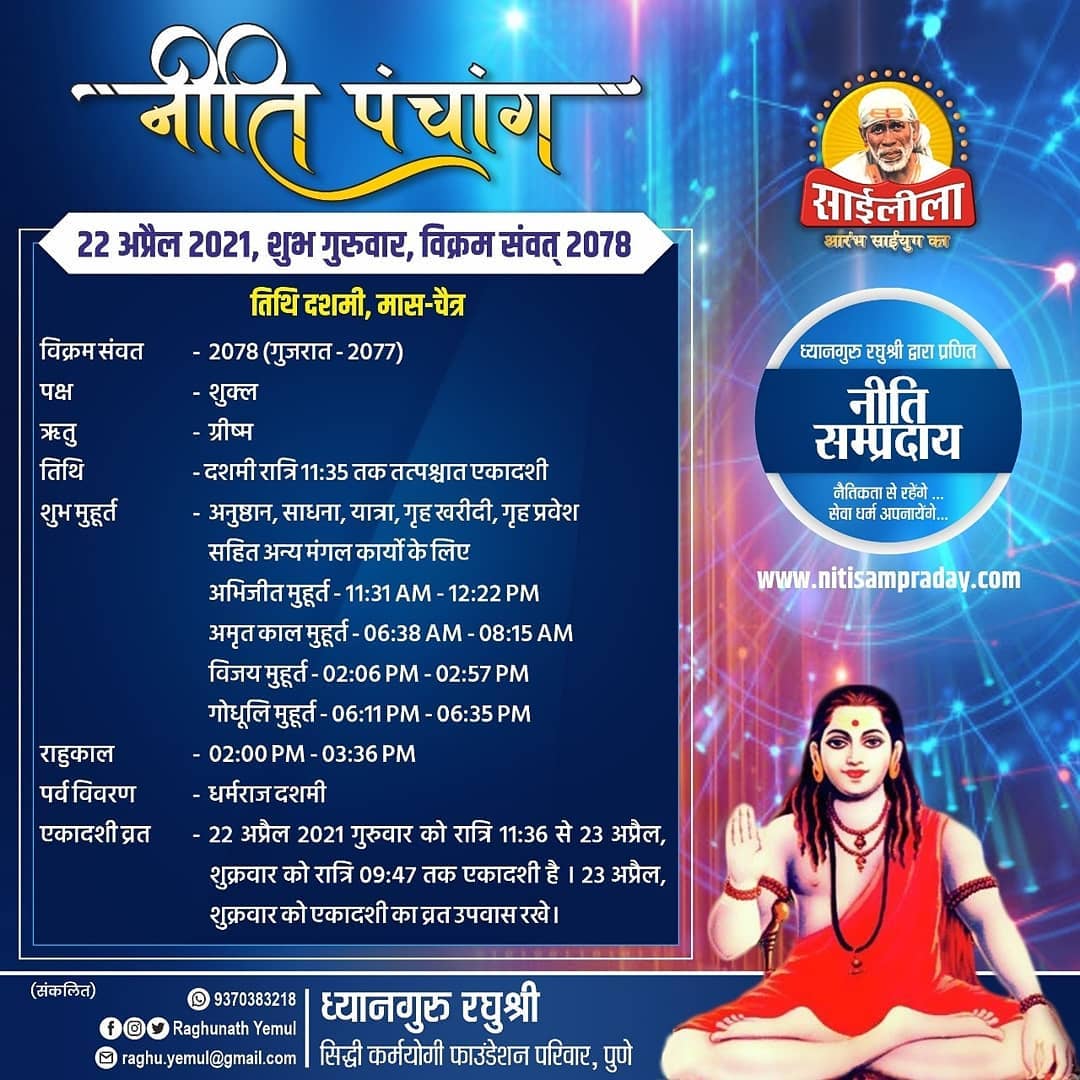 नीति पंचांग
साईलीला
आरंभ साईयुग का
22 अप्रैल 2021, शुभ गुरुवार, विक्रम संवत् 2078
तिथि दशमी, मास-चैत्र
विक्रम संवत - 2078 (गुजरात - 2077)
पक्ष - शुक्ल
ऋतु - ग्रीष्म
तिथि - दशमी रात्रि 11:35 तक तत्पश्चात एकादशी
शुभ मुहूर्त - अनुष्ठान, साधना, यात्रा, गृह खरीदी, गृह प्रवेश
सहित अन्य मंगल कार्यो के लिए
अभिजीत मुहूर्त - 11:31 AM - 12:22 PM
अमृत काल मुहूर्त - 06:38 AM - 08:15 AM
विजय मुहूर्त - 02:06 PM - 02:57 PM
गोधूलि मुहूर्त - 06:11 PM - 06:35 PM
राहुकाल - 02:00 PM - 03:36 PM
पर्व विवरण - धर्मराज दशमी
एकादशी व्रत - 22 अप्रैल 2021 गुरुवार को रात्रि 11:36 से 23 अप्रैल,
शुक्रवार को रात्रि 09:47 तक एकादशी है । 23 अप्रैल,
शुक्रवार को एकादशी का व्रत उपवास रखे।
ध्यानगुरु रघुश्री द्वारा प्रणित
नीति
सम्प्रदाय
नैतिकता से रहेंगे ...
सेवा धर्म अपनायेंगे...
www.nitisampraday.com
(संकलित)
9370383218
Raghunath Yemul
raghu.yemul@gmail.com
ध्यानगुरु रघुश्री
सिद्धी कर्मयोगी फाउंडेशन परिवार, पुणे